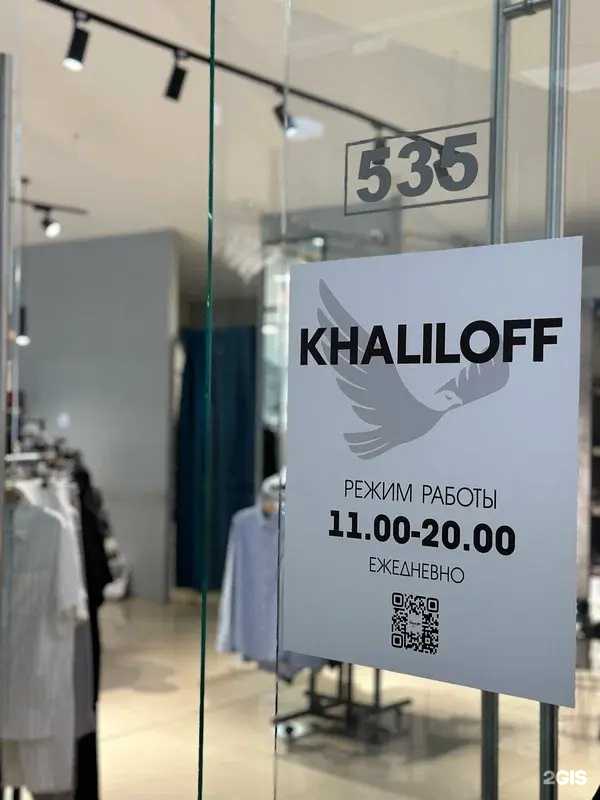 535
KHALILOFF
РЕЖИМ РАБОТЫ
11.00-20.00
ЕЖЕДНЕВНО
2GIS